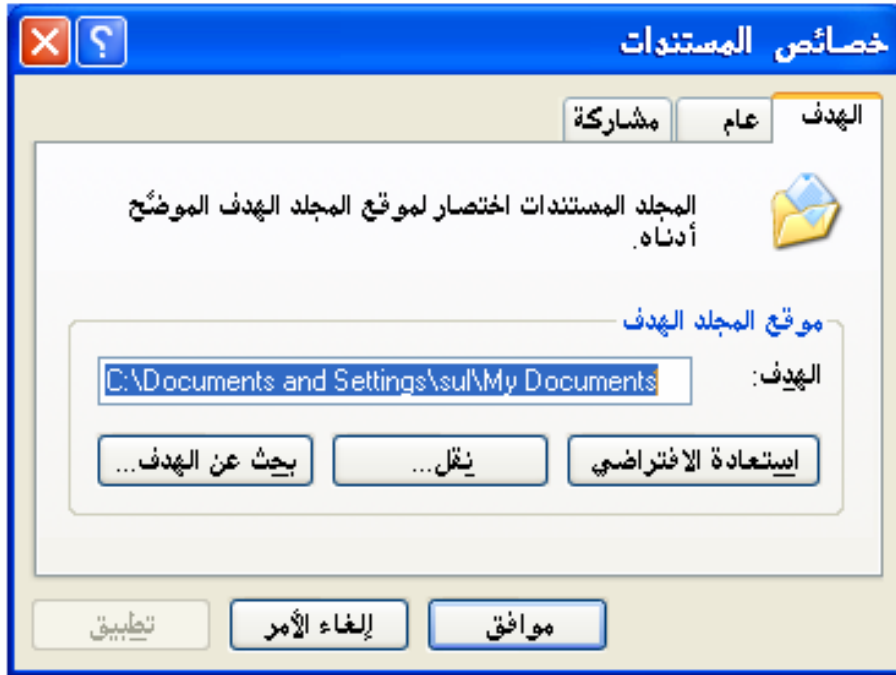 خصائص المستندات
الهدف
عام
مشاركة
المجلد المستندات اختصار لموقع المجلد الهدف الموضّح
أدناه.
موقع المجلد الهدف
الهدف:
C:\Documents and Settings\sul\My Documents
استعادة الافتراضي
نقل...
بحث عن الهدف...
موافق
إلغاء الأمر
تطبيق